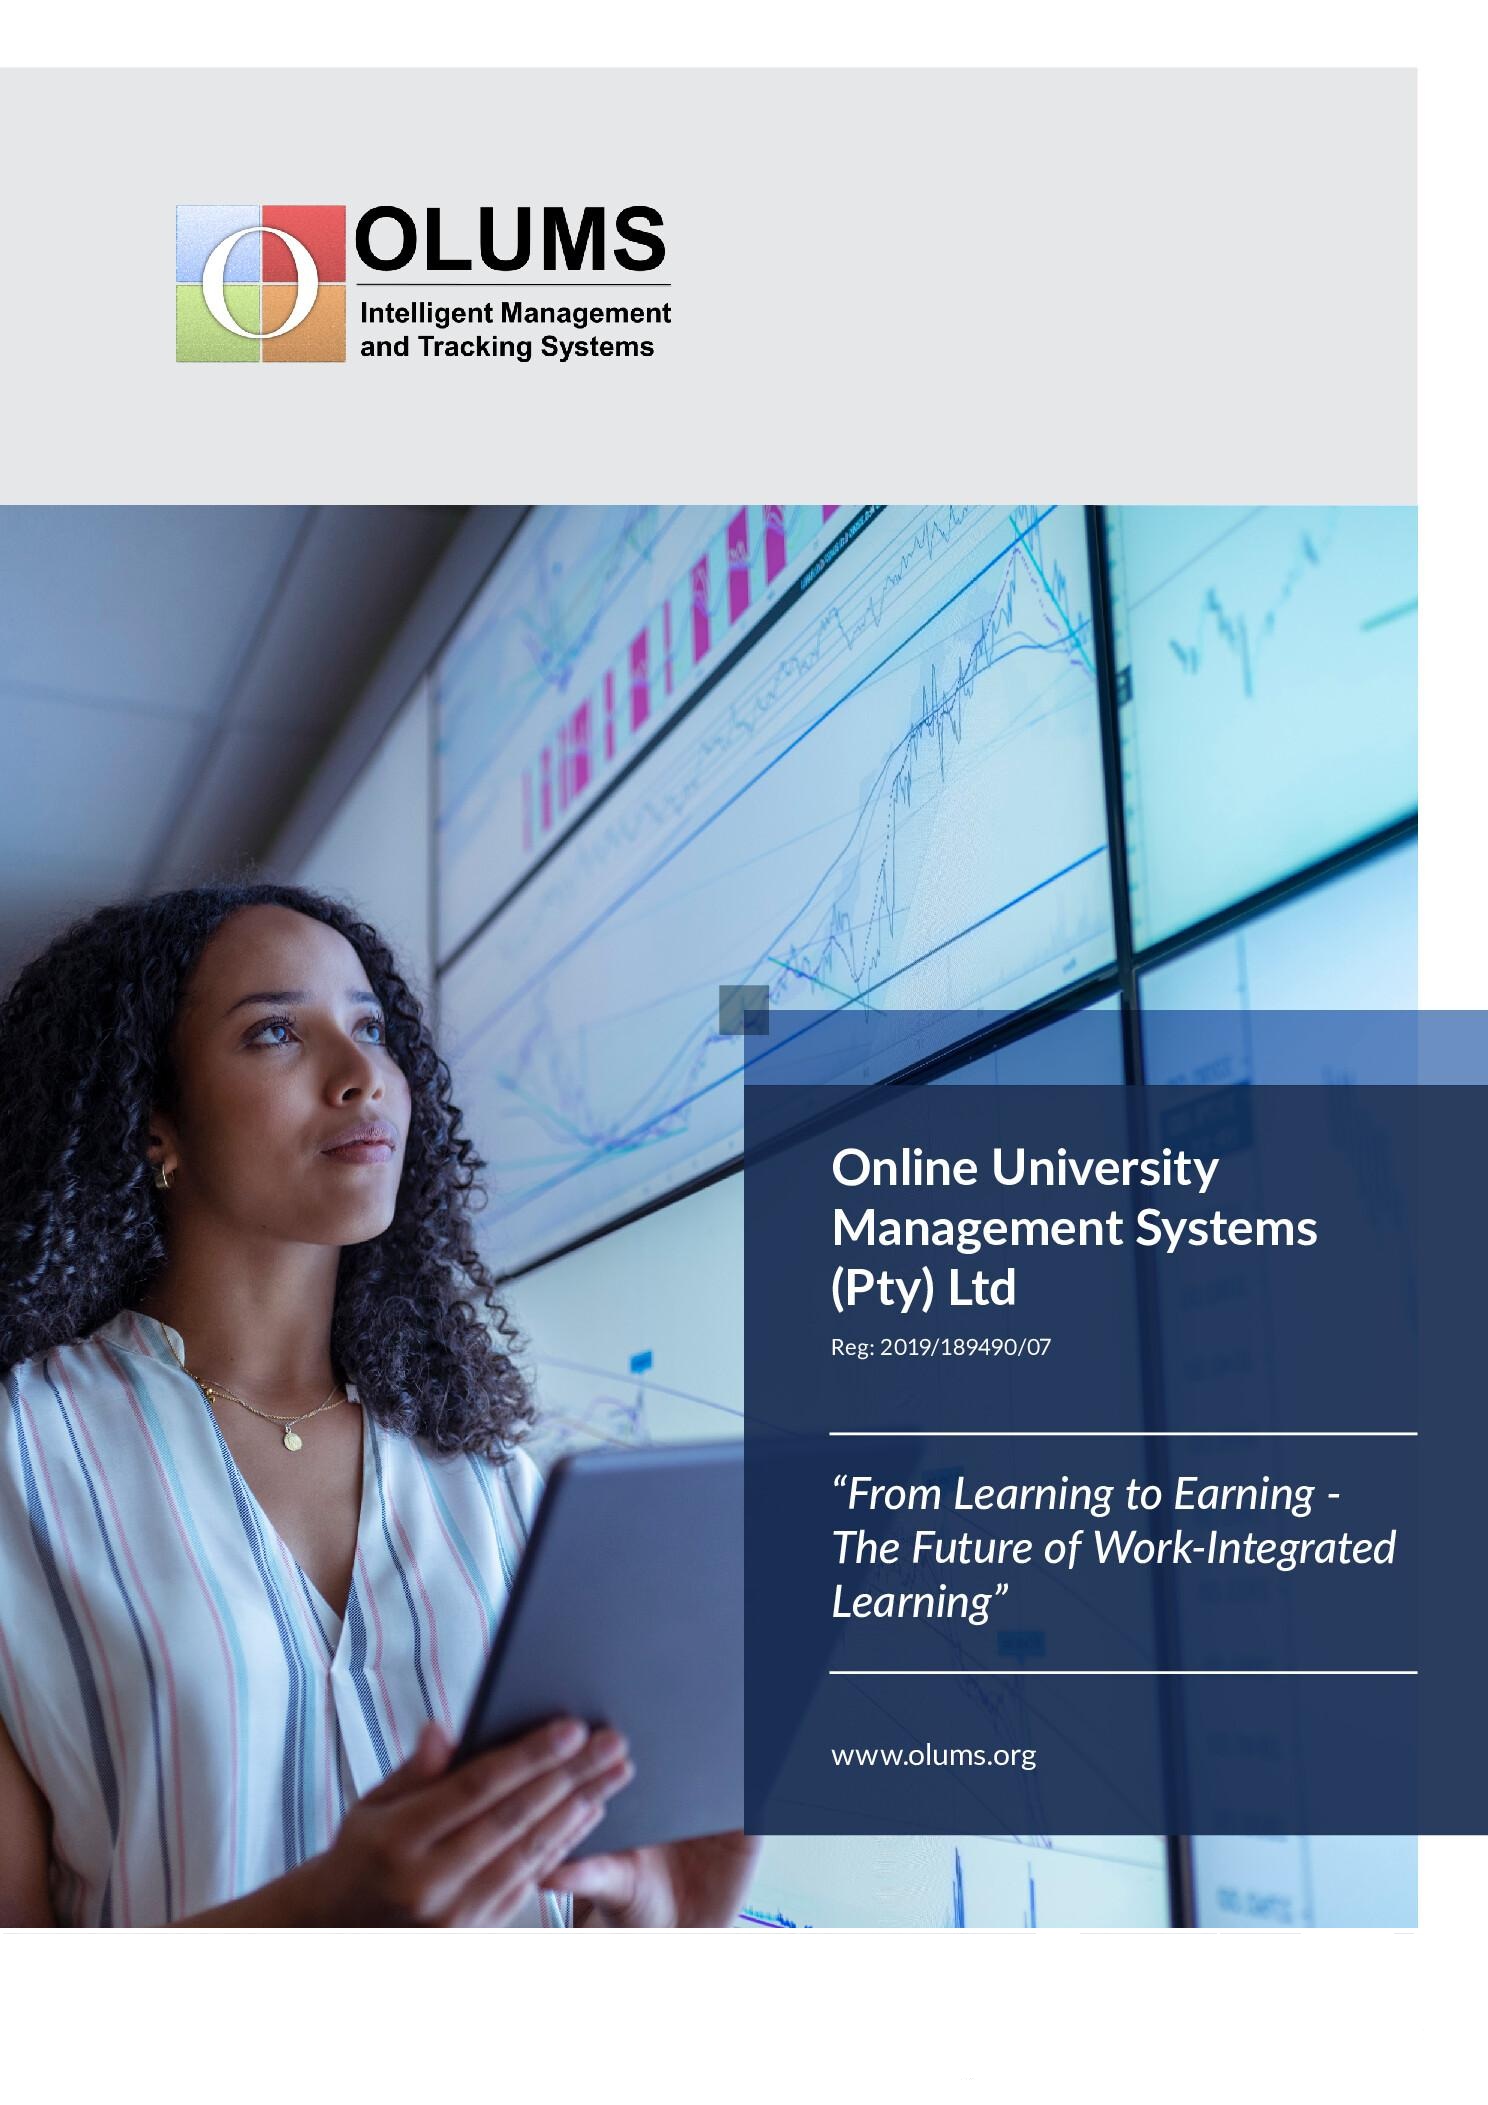 OLUMS
Intelligent Management
and Tracking Systems
Online University
Management Systems
(Pty) Ltd
Reg: 2019/189490/07
“From Learning to Earning -
The Future of Work-Integrated
Learning”
www.olums.org